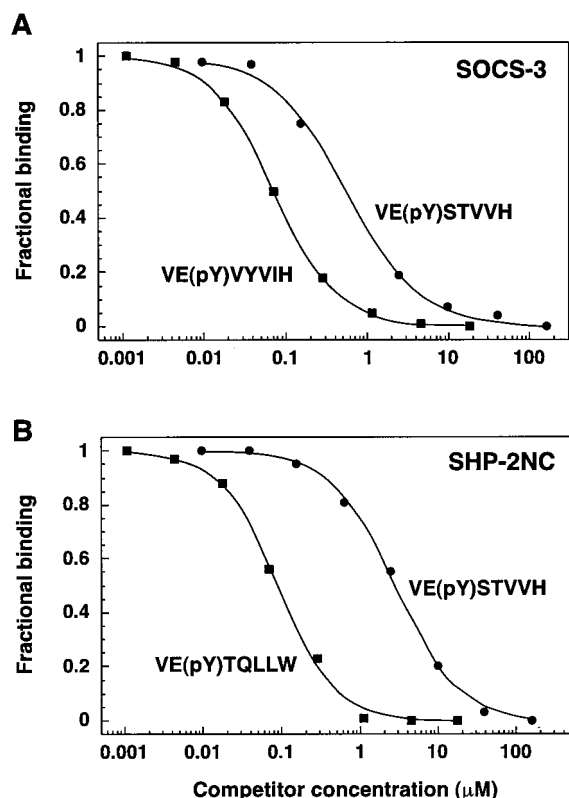 A
SOCS-3
Fractional binding
1
0.8
0.6
0.4
0.2
0
VE(pY)STVVH
VE(pY)VYVIH
0.001 0.01 0.1 1 10 100
B
SHP-2NC
Fractional binding
1
0.8
0.6
0.4
0.2
0
VE(pY)STVVH
VE(pY)TQLLW
0.001 0.01 0.1 1 10 100
Competitor concentration (μM)